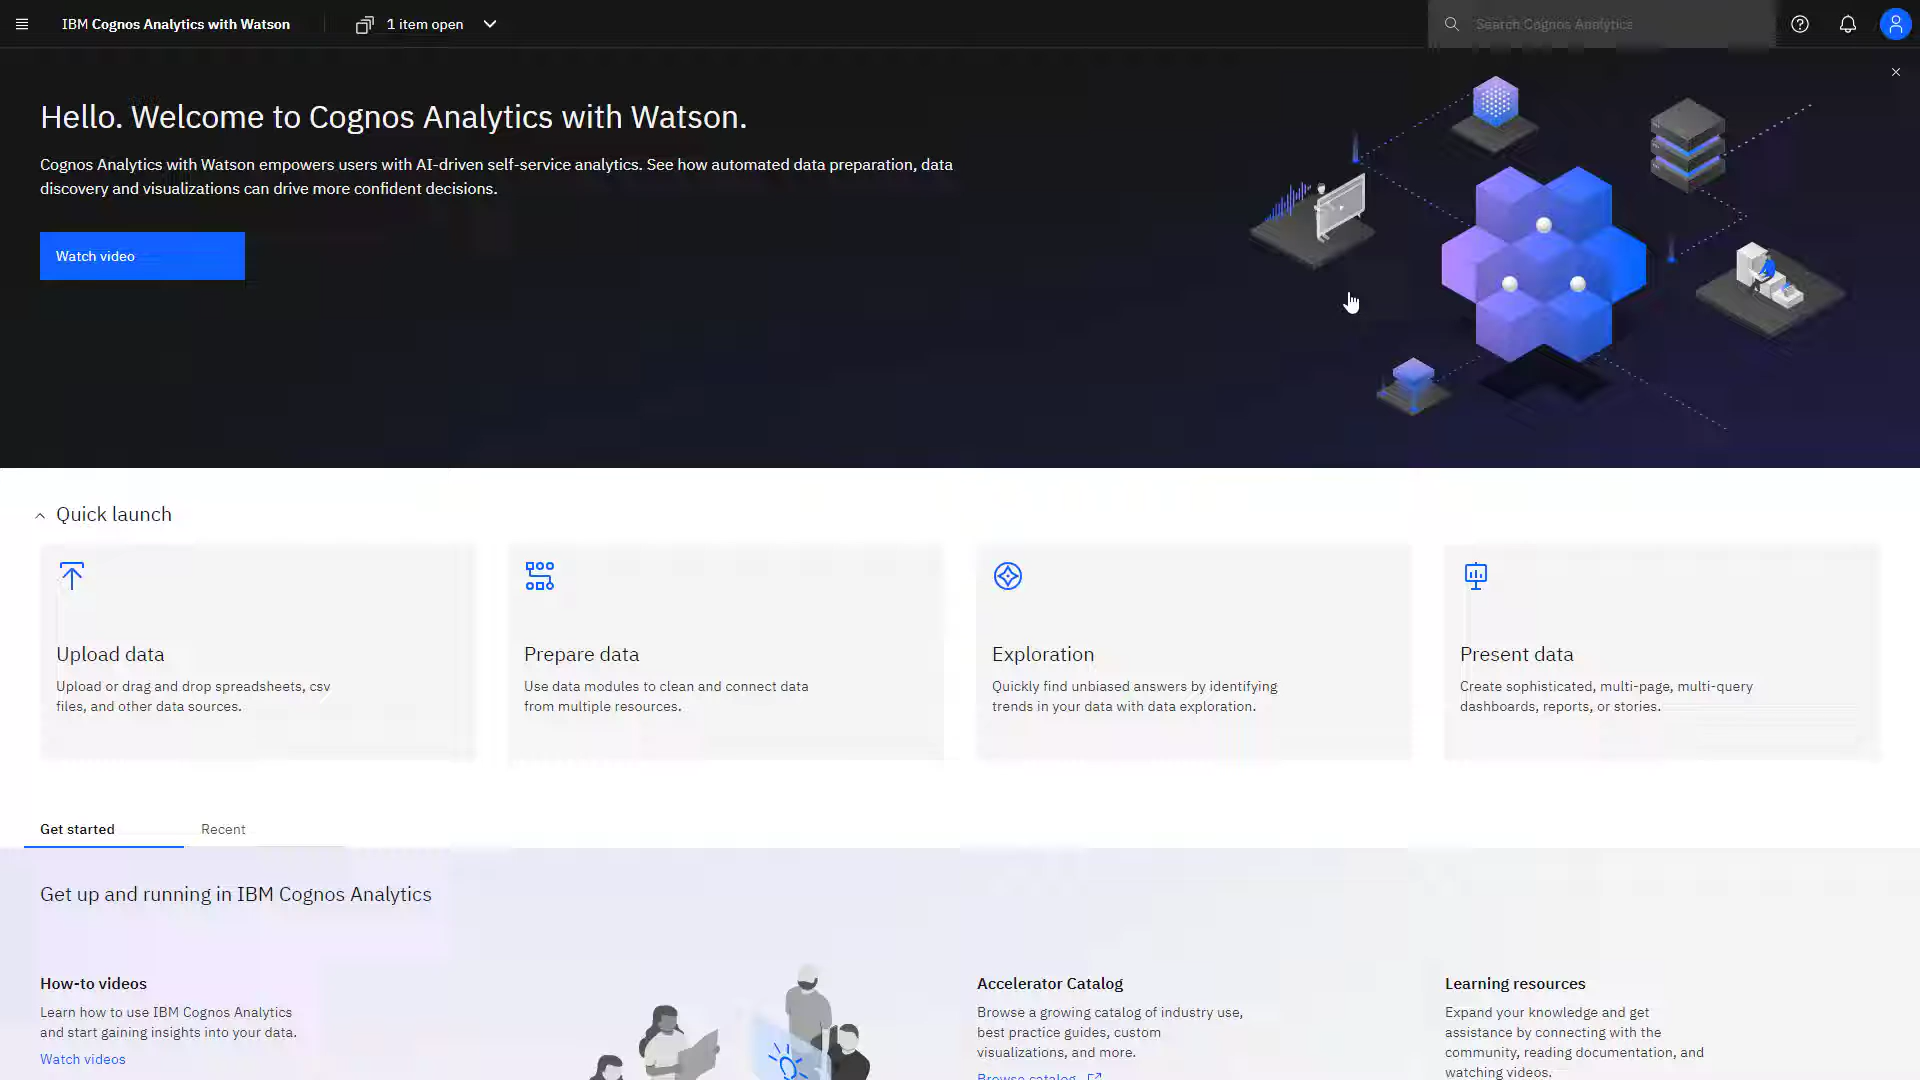 IBM Cognos Analytics with Watson
1 item open
Search Cognos Analytics
Hello. Welcome to Cognos Analytics with Watson.
Cognos Analytics with Watson empowers users with AI-driven self-service analytics. See how automated data preparation, data
discovery and visualizations can drive more confident decisions.
Watch video
Quick launch
Upload data
Upload or drag and drop spreadsheets, csv
files, and other data sources.
Prepare data
Use data modules to clean and connect data
from multiple resources.
Exploration
Quickly find unbiased answers by identifying
trends in your data with data exploration.
Present data
Create sophisticated, multi-page, multi-query
dashboards, reports, or stories.
Get started
Recent
Get up and running in IBM Cognos Analytics
How-to videos
Learn how to use IBM Cognos Analytics
and start gaining insights into your data.
Watch videos
Accelerator Catalog
Browse a growing catalog of industry use,
best practice guides, custom
visualizations, and more.
Browse catalog
Learning resources
Expand your knowledge and get
assistance by connecting with the
community, reading documentation, and
watching videos.